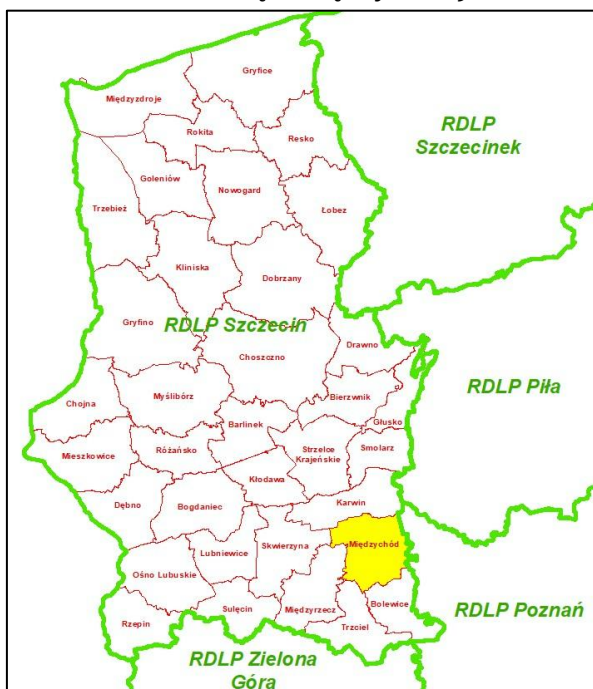 Gryfice
Międzyzdroje
RDLP
Szczecinek
Rokita
Resko
Goleniów
Nowogard
Trzebież
Łobez
Kliniska
Dobrzany
Gryfino
RDLP Szczecin
Drawno
Choszczno
RDLP Piła
Myślibórz
Bierzwnik
Chojna
Barlinek
Głusko
Mieszkowice
Różańsko
Strzelce
Krajeńskie
Smolarz
Kłodawa
Dębno
Bogdaniec
Karwin
Międzychód
Lubniewice
Skwierzyna
Ośno Lubuskie
Sulęcin
Międzyrzecz
Bolewice
RDLP Poznań
Rzepin
Trzciel
RDLP Zielona
Góra